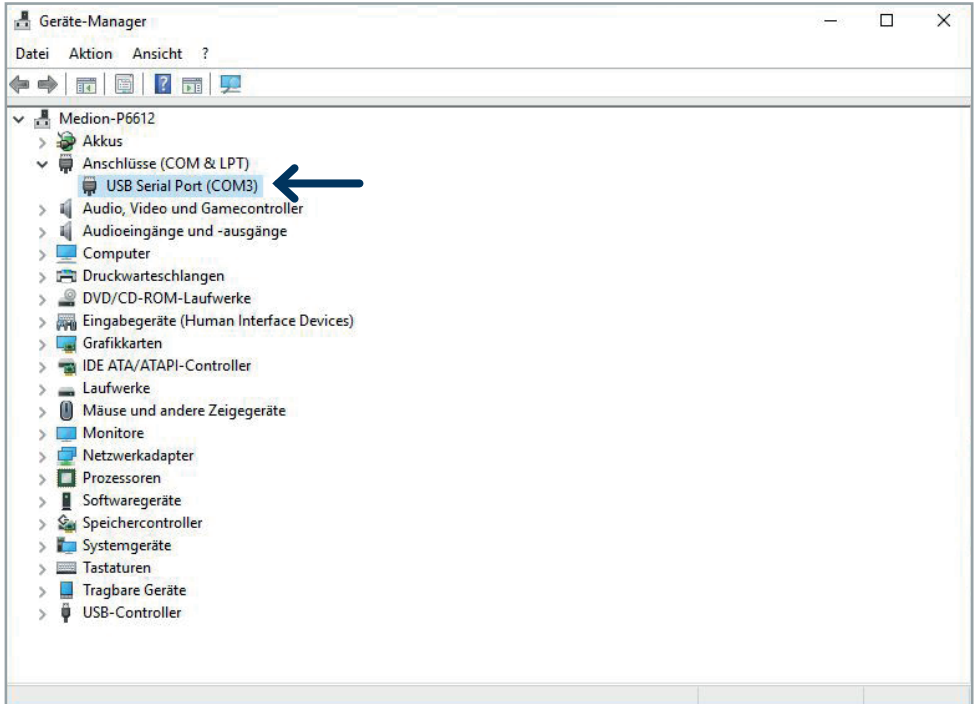 Geräte-Manager
Datei Aktion Ansicht ?
Medion-P6612
Akkus
Anschlüsse (COM & LPT)
USB Serial Port (COM3)
Audio, Video und Gamecontroller
Audioeingänge und -ausgänge
Computer
Druckwarteschlangen
DVD/CD-ROM-Laufwerke
Eingabegeräte (Human Interface Devices)
Grafikkarten
IDE ATA/ATAPI-Controller
Laufwerke
Mäuse und andere Zeigegeräte
Monitore
Netzwerkadapter
Prozessoren
Softwaregeräte
Speichercontroller
Systemgeräte
Tastaturen
Tragbare Geräte
USB-Controller